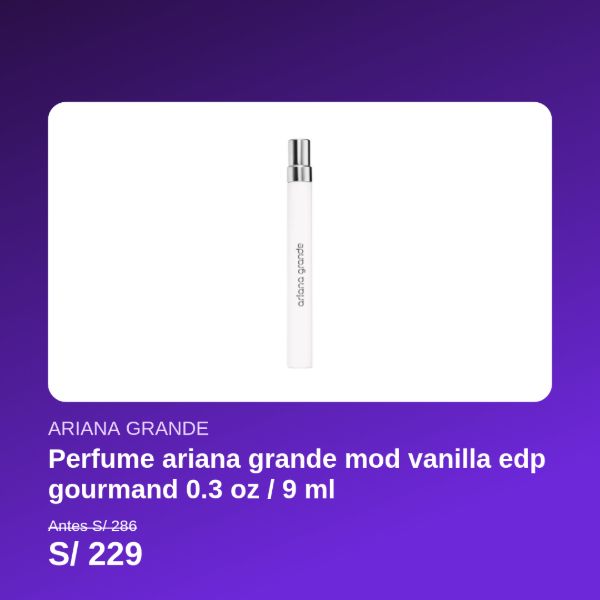 ariana grande
ARIANA GRANDE
Perfume ariana grande mod vanilla edp
gourmand 0.3 oz / 9 ml
Antes S/ 286
S/ 229